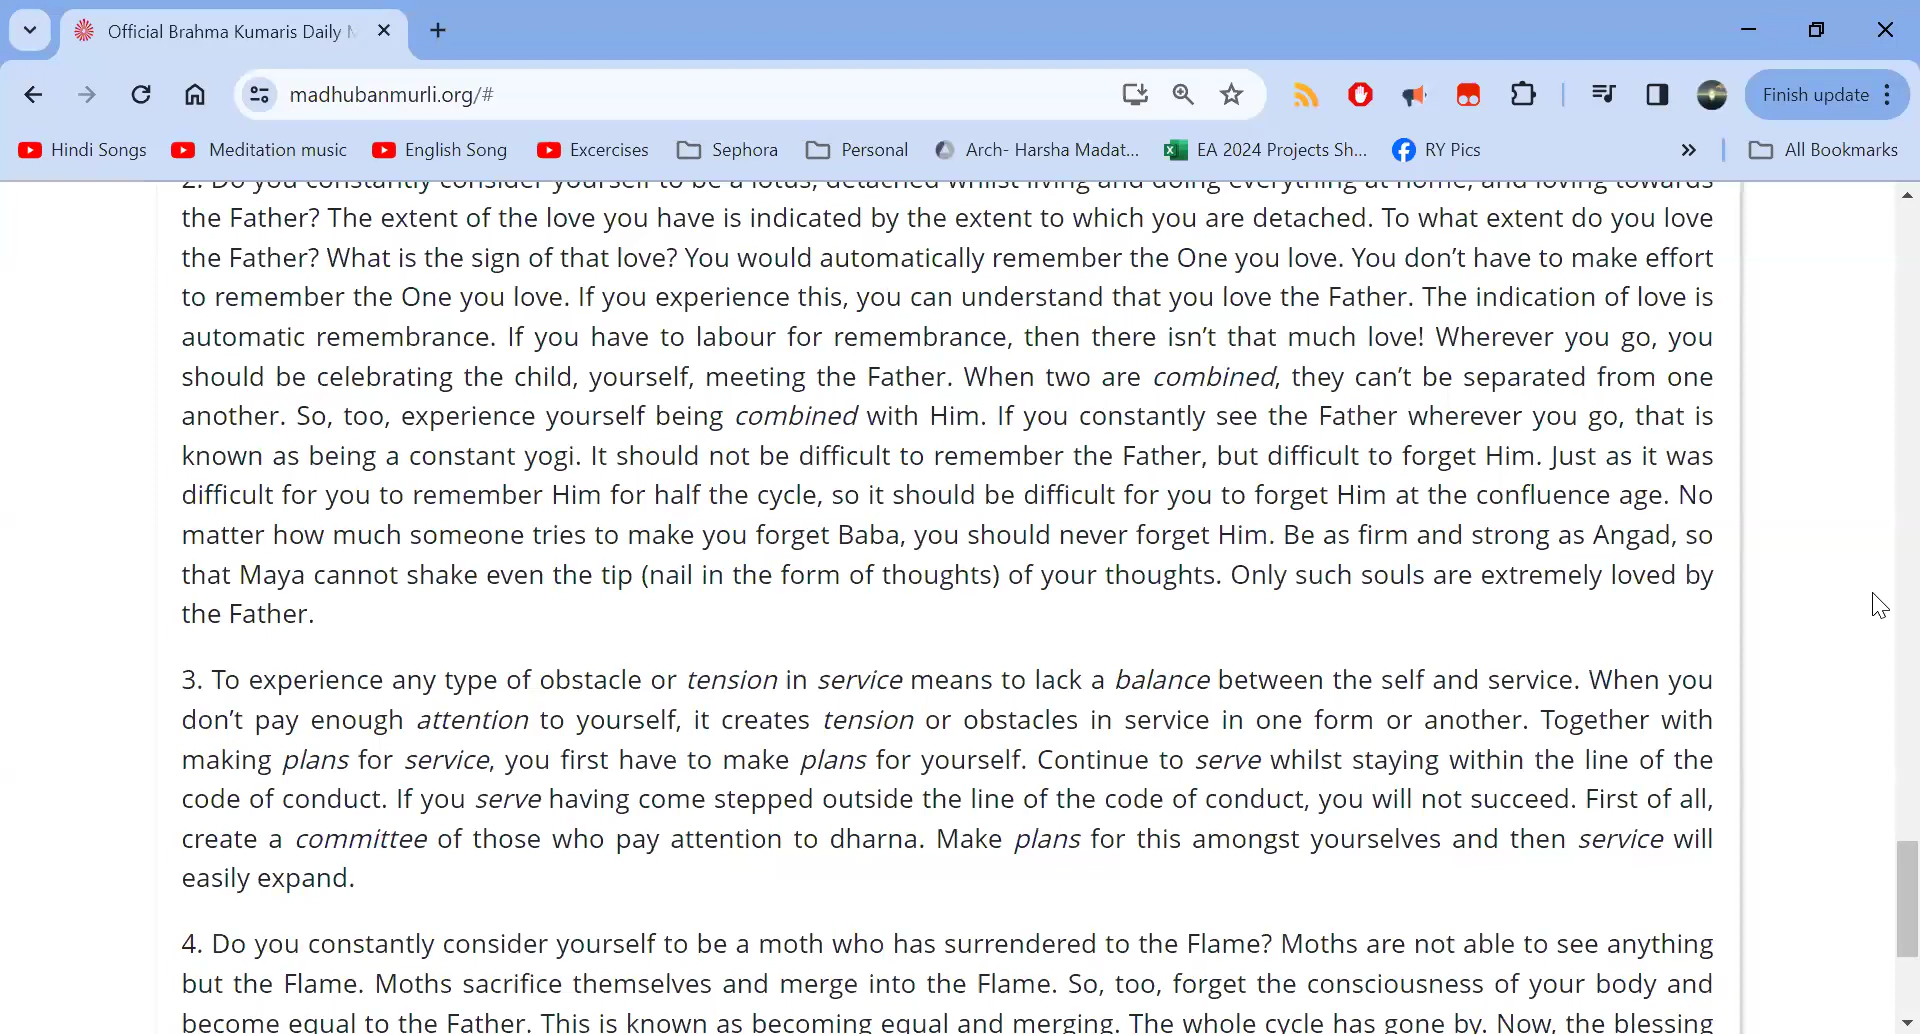 Official Brahma Kumaris Daily M
madhubanmurli.org/#
Finish update
Hindi Songs
Meditation music
English Song
Excercises
Sephora
Personal
Arch- Harsha Madat...
EA 2024 Projects Sh...
RY Pics
»
All Bookmarks
2. Do you constantly consider yourself to be a lotus, detached whilst living and doing everything at home, and loving towards
the Father? The extent of the love you have is indicated by the extent to which you are detached. To what extent do you love
the Father? What is the sign of that love? You would automatically remember the One you love. You don’t have to make effort
to remember the One you love. If you experience this, you can understand that you love the Father. The indication of love is
automatic remembrance. If you have to labour for remembrance, then there isn’t that much love! Wherever you go, you
should be celebrating the child, yourself, meeting the Father. When two are combined, they can’t be separated from one
another. So, too, experience yourself being combined with Him. If you constantly see the Father wherever you go, that is
known as being a constant yogi. It should not be difficult to remember the Father, but difficult to forget Him. Just as it was
difficult for you to remember Him for half the cycle, so it should be difficult for you to forget Him at the confluence age. No
matter how much someone tries to make you forget Baba, you should never forget Him. Be as firm and strong as Angad, so
that Maya cannot shake even the tip (nail in the form of thoughts) of your thoughts. Only such souls are extremely loved by
the Father.
3. To experience any type of obstacle or tension in service means to lack a balance between the self and service. When you
don’t pay enough attention to yourself, it creates tension or obstacles in service in one form or another. Together with
making plans for service, you first have to make plans for yourself. Continue to serve whilst staying within the line of the
code of conduct. If you serve having come stepped outside the line of the code of conduct, you will not succeed. First of all,
create a committee of those who pay attention to dharna. Make plans for this amongst yourselves and then service will
easily expand.
4. Do you constantly consider yourself to be a moth who has surrendered to the Flame? Moths are not able to see anything
but the Flame. Moths sacrifice themselves and merge into the Flame. So, too, forget the consciousness of your body and
become equal to the Father. This is known as becoming equal and merging. The whole cycle has gone by. Now, the blessing